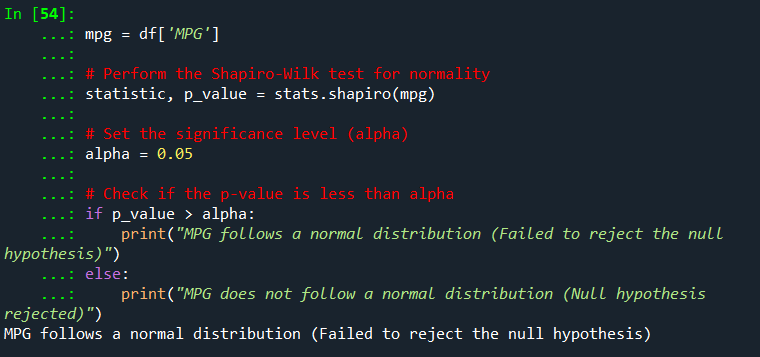 In [54]:
...: mpg = df['MPG']
...:
...: # Perform the Shapiro-Wilk test for normality
...: statistic, p_value = stats.shapiro(mpg)
...:
...: # Set the significance level (alpha)
...: alpha = 0.05
...:
...: # Check if the p-value is less than alpha
...: if p_value > alpha:
...:     print("MPG follows a normal distribution (Failed to reject the null
hypothesis)")
...: else:
...:     print("MPG does not follow a normal distribution (Null hypothesis
rejected)")
MPG follows a normal distribution (Failed to reject the null hypothesis)